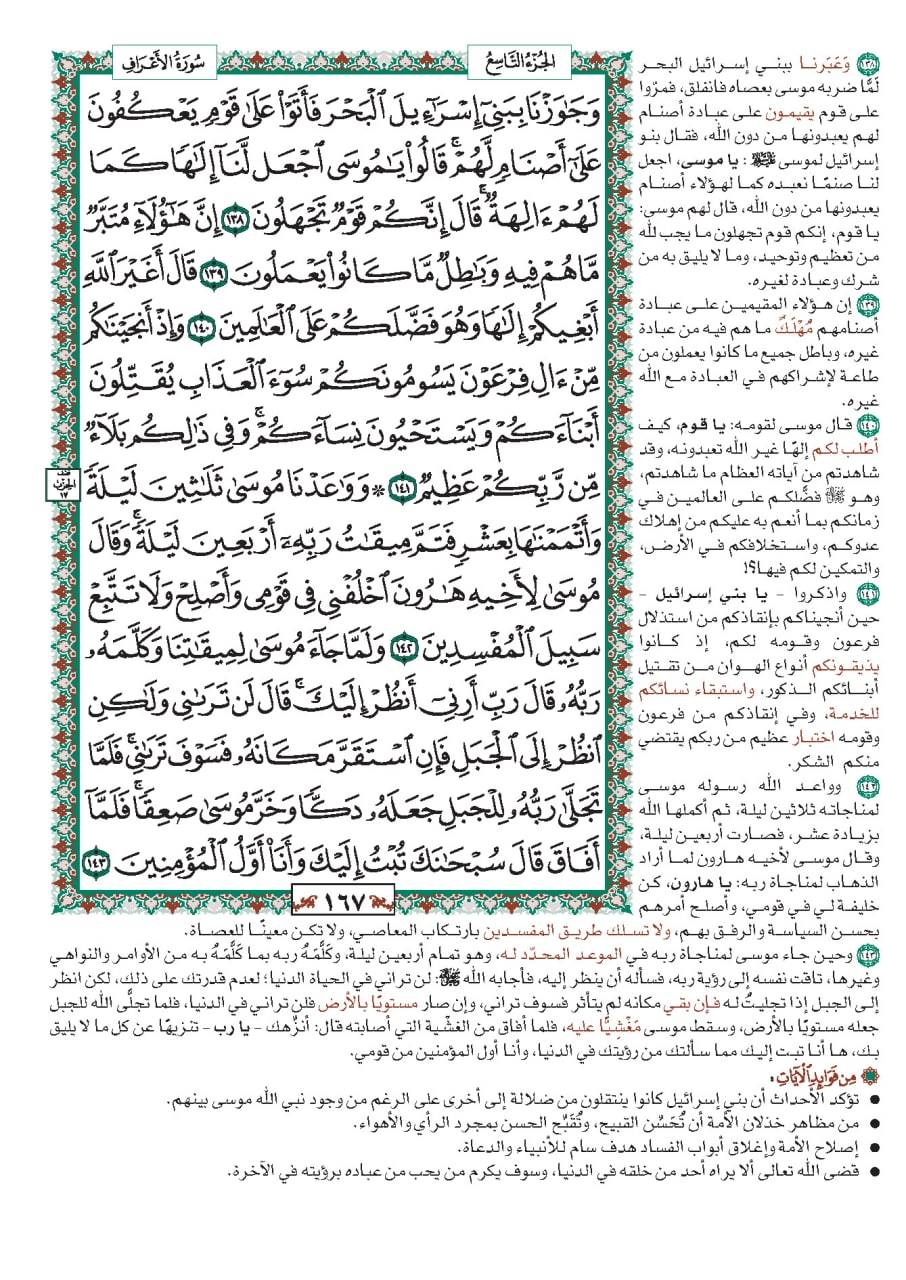 سُورَةُ الأَعْرَافِ
الجُزْءُ التَّاسِعُ
وَجَٰوَزْنَا بِبَنِىٓ إِسْرَٰٓءِيلَ ٱلْبَحْرَ فَأَتَوْا۟ عَلَىٰ قَوْمٍ يَعْكُفُونَ
عَلَىٰٓ أَصْنَامٍ لَّهُمْ ۚ قَالُوا۟ يَٰمُوسَى ٱجْعَل لَّنَآ إِلَٰهًا كَمَا
لَهُمْ ءَالِهَةٌ ۚ قَالَ إِنَّكُمْ قَوْمٌ تَجْهَلُونَ ١٣٨ إِنَّ هَٰٓؤُلَآءِ مُتَبَّرٌ
مَّا هُمْ فِيهِ وَبَٰطِلٌ مَّا كَانُوا۟ يَعْمَلُونَ ١٣٩ قَالَ أَغَيْرَ ٱللَّهِ
أَبْغِيكُمْ إِلَٰهًا وَهُوَ فَضَّلَكُمْ عَلَى ٱلْعَٰلَمِينَ ١٤٠ وَإِذْ أَنجَيْنَٰكُم
مِّنْ ءَالِ فِرْعَوْنَ يَسُومُونَكُمْ سُوٓءَ ٱلْعَذَابِ يُقَتِّلُونَ
أَبْنَآءَكُمْ وَيَسْتَحْيُونَ نِسَآءَكُمْ ۚ وَفِى ذَٰلِكُم بَلَآءٌ
مِّن رَّبِّكُمْ عَظِيمٌ ١٤١ ۞ وَوَٰعَدْنَا مُوسَىٰ ثَلَٰثِينَ لَيْلَةً
وَأَتْمَمْنَٰهَا بِعَشْرٍ فَتَمَّ مِيقَٰتُ رَبِّهِۦٓ أَرْبَعِينَ لَيْلَةً ۚ وَقَالَ
مُوسَىٰ لِأَخِيهِ هَٰرُونَ ٱخْلُفْنِى فِى قَوْمِى وَأَصْلِحْ وَلَا تَتَّبِعْ
سَبِيلَ ٱلْمُفْسِدِينَ ١٤٢ وَلَمَّا جَآءَ مُوسَىٰ لِمِيقَٰتِنَا وَكَلَّمَهُۥ
رَبُّهُۥ قَالَ رَبِّ أَرِنِىٓ أَنظُرْ إِلَيْكَ ۚ قَالَ لَن تَرَىٰنِى وَلَٰكِنِ
ٱنظُرْ إِلَى ٱلْجَبَلِ فَإِنِ ٱسْتَقَرَّ مَكَانَهُۥ فَسَوْفَ تَرَىٰنِى ۚ فَلَمَّا
تَجَلَّىٰ رَبُّهُۥ لِلْجَبَلِ جَعَلَهُۥ دَكًّا وَخَرَّ مُوسَىٰ صَعِقًا ۚ فَلَمَّآ
أَفَاقَ قَالَ سُبْحَٰنَكَ تُبْتُ إِلَيْكَ وَأَنَا۠ أَوَّلُ ٱلْمُؤْمِنِينَ ١٤٣
نصف
الحزب
١٧
١٦٧
١٣٨ وَعَبَرنا ببني إسرائيل البحر
لمَّا ضربه موسى بعصاه فانفلق، فمرّوا
على قوم يقيمون على عبادة أصنام
لهم يعبدونها من دون الله، فقال بنو
إسرائيل لموسى ﷺ: يا موسى، اجعل
لنا صنمًا نعبده كما لهؤلاء أصنام
يعبدونها من دون الله، قال لهم موسى:
يا قوم، إنكم قوم تجهلون ما يجب لله
من تعظيم وتوحيد، وما لا يليق به من
شرك وعبادة لغيره.
١٣٩ إن هؤلاء المقيمين على عبادة
أصنامهم مُهْلَكٌ ما هم فيه من عبادة
غيره، وباطل جميع ما كانوا يعملون من
طاعة لإشراكهم في العبادة مع الله
غيره.
١٤٠ قال موسى لقومه: يا قوم، كيف
أطلب لكم إلهًا غير الله تعبدونه، وقد
شاهدتم من آياته العظام ما شاهدتم،
وهو ﷻ فضَّلكم على العالمين في
زمانكم بما أنعم به عليكم من إهلاك
عدوكم، واستخلافكم في الأرض،
والتمكين لكم فيها؟!
١٤١ واذكروا - يا بني إسرائيل -
حين أنجيناكم بإنقاذكم من استذلال
فرعون وقومه لكم، إذ كانوا
يذيقونكم أنواع الهوان من تقتيل
أبنائكم الذكور، واستبقاء نسائكم
للخدمة، وفي إنقاذكم من فرعون
وقومه اختبار عظيم من ربكم يقتضي
منكم الشكر.
١٤٢ وواعد الله رسوله موسى
لمناجاته ثلاثين ليلة، ثم أكملها الله
بزيادة عشر، فصارت أربعين ليلة،
وقال موسى لأخيه هارون لما أراد
الذهاب لمناجاة ربه: يا هارون، كن
خليفة لي في قومي، وأصلح أمرهم
بحسن السياسة والرفق بهم، ولا تسلك طريق المفسدين بارتكاب المعاصي، ولا تكن معينًا للعصاة.
١٤٣ وحين جاء موسى لمناجاة ربه في الموعد المحدّد له، وهو تمام أربعين ليلة، وكلَّمه ربه بما كلَّمهُ به من الأوامر والنواهي
وغيرها، تاقت نفسه إلى رؤية ربه، فسأله أن ينظر إليه، فأجابه الله ﷻ: لن تراني في الحياة الدنيا؛ لعدم قدرتك على ذلك، لكن انظر
إلى الجبل إذا تجليتُ له فإن بقي مكانه لم يتأثر فسوف تراني، وإن صار مستويًا بالأرض فلن تراني في الدنيا، فلما تجلَّى الله للجبل
جعله مستويًا بالأرض، وسقط موسى مَغْشِيًّا عليه، فلما أفاق من الغشْية التي أصابته قال: أنزّهك - يا رب - تنزيهًا عن كل ما لا يليق
بك، ها أنا تبت إليك مما سألتك من رؤيتك في الدنيا، وأنا أول المؤمنين من قومي.
مِن فَوَائِدِ الآيَاتِ:
• تؤكد الأحداث أن بني إسرائيل كانوا ينتقلون من ضلالة إلى أخرى على الرغم من وجود نبي الله موسى بينهم.
• من مظاهر خذلان الأمة أن تُحَسِّن القبيح، وتُقَبِّح الحسن بمجرد الرأي والأهواء.
• إصلاح الأمة وإغلاق أبواب الفساد هدف سام للأنبياء والدعاة.
• قضى الله تعالى ألا يراه أحد من خلقه في الدنيا، وسوف يكرم من يحب من عباده برؤيته في الآخرة.